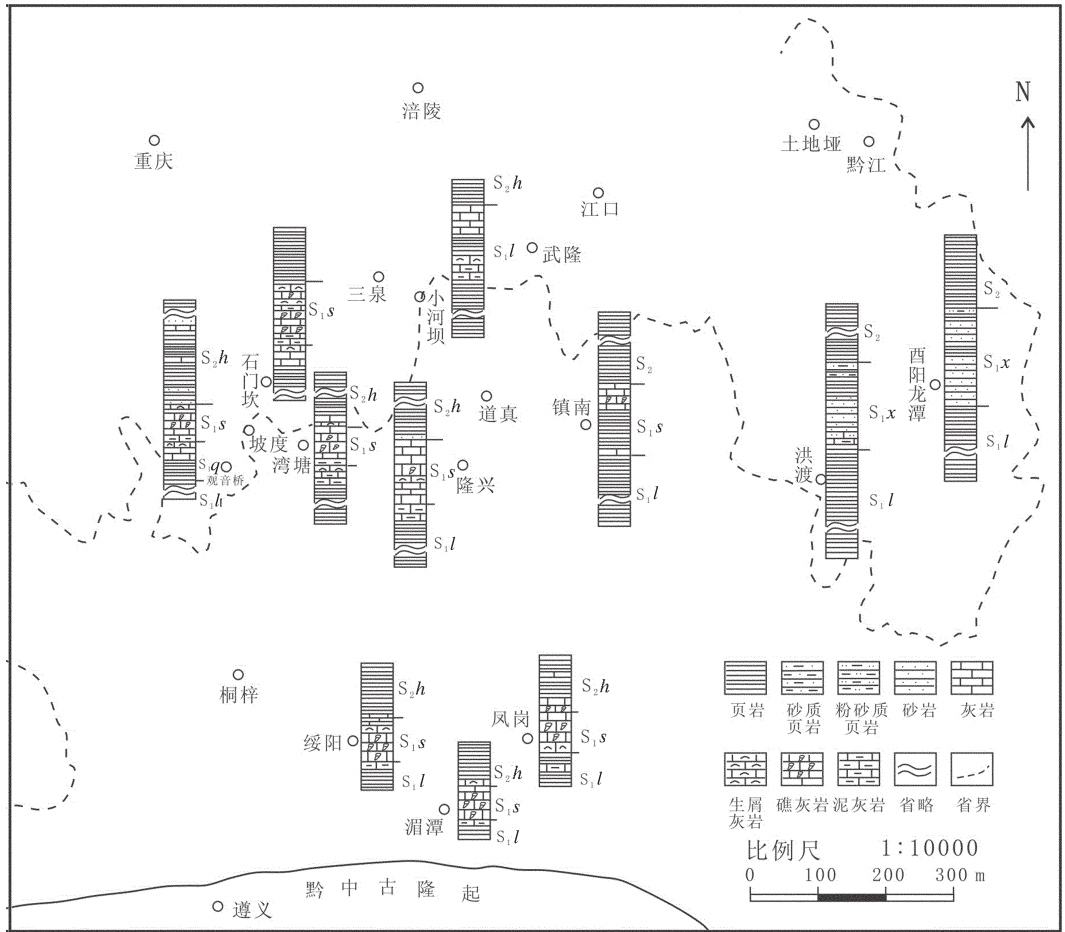 涪陵
N
重庆
土地垭
黔江
S₂h
江口
S₁l
武隆
三泉
小河坝
S₂
S₁s
S₂h
石门坎
S₂h
S₂h
道真
镇南
S₂
S₁s
S₂
酉阳龙潭
S₁x
S₁x
S₁s
坡度
湾塘
S₁s
S₁s
隆兴
S₁l
洪渡
S₁q
观音桥
S₁l
S₁l
S₁l
S₁l
桐梓
S₂h
S₂h
凤岗
绥阳
S₁s
S₁s
S₂h
S₁l
S₁l
湄潭
S₁s
S₁l
页岩
砂质
页岩
粉砂质
页岩
砂岩
灰岩
生屑
灰岩
礁灰岩
泥灰岩
省略
省界
比例尺 1:10000
0 100 200 300 m
黔中古隆起
遵义